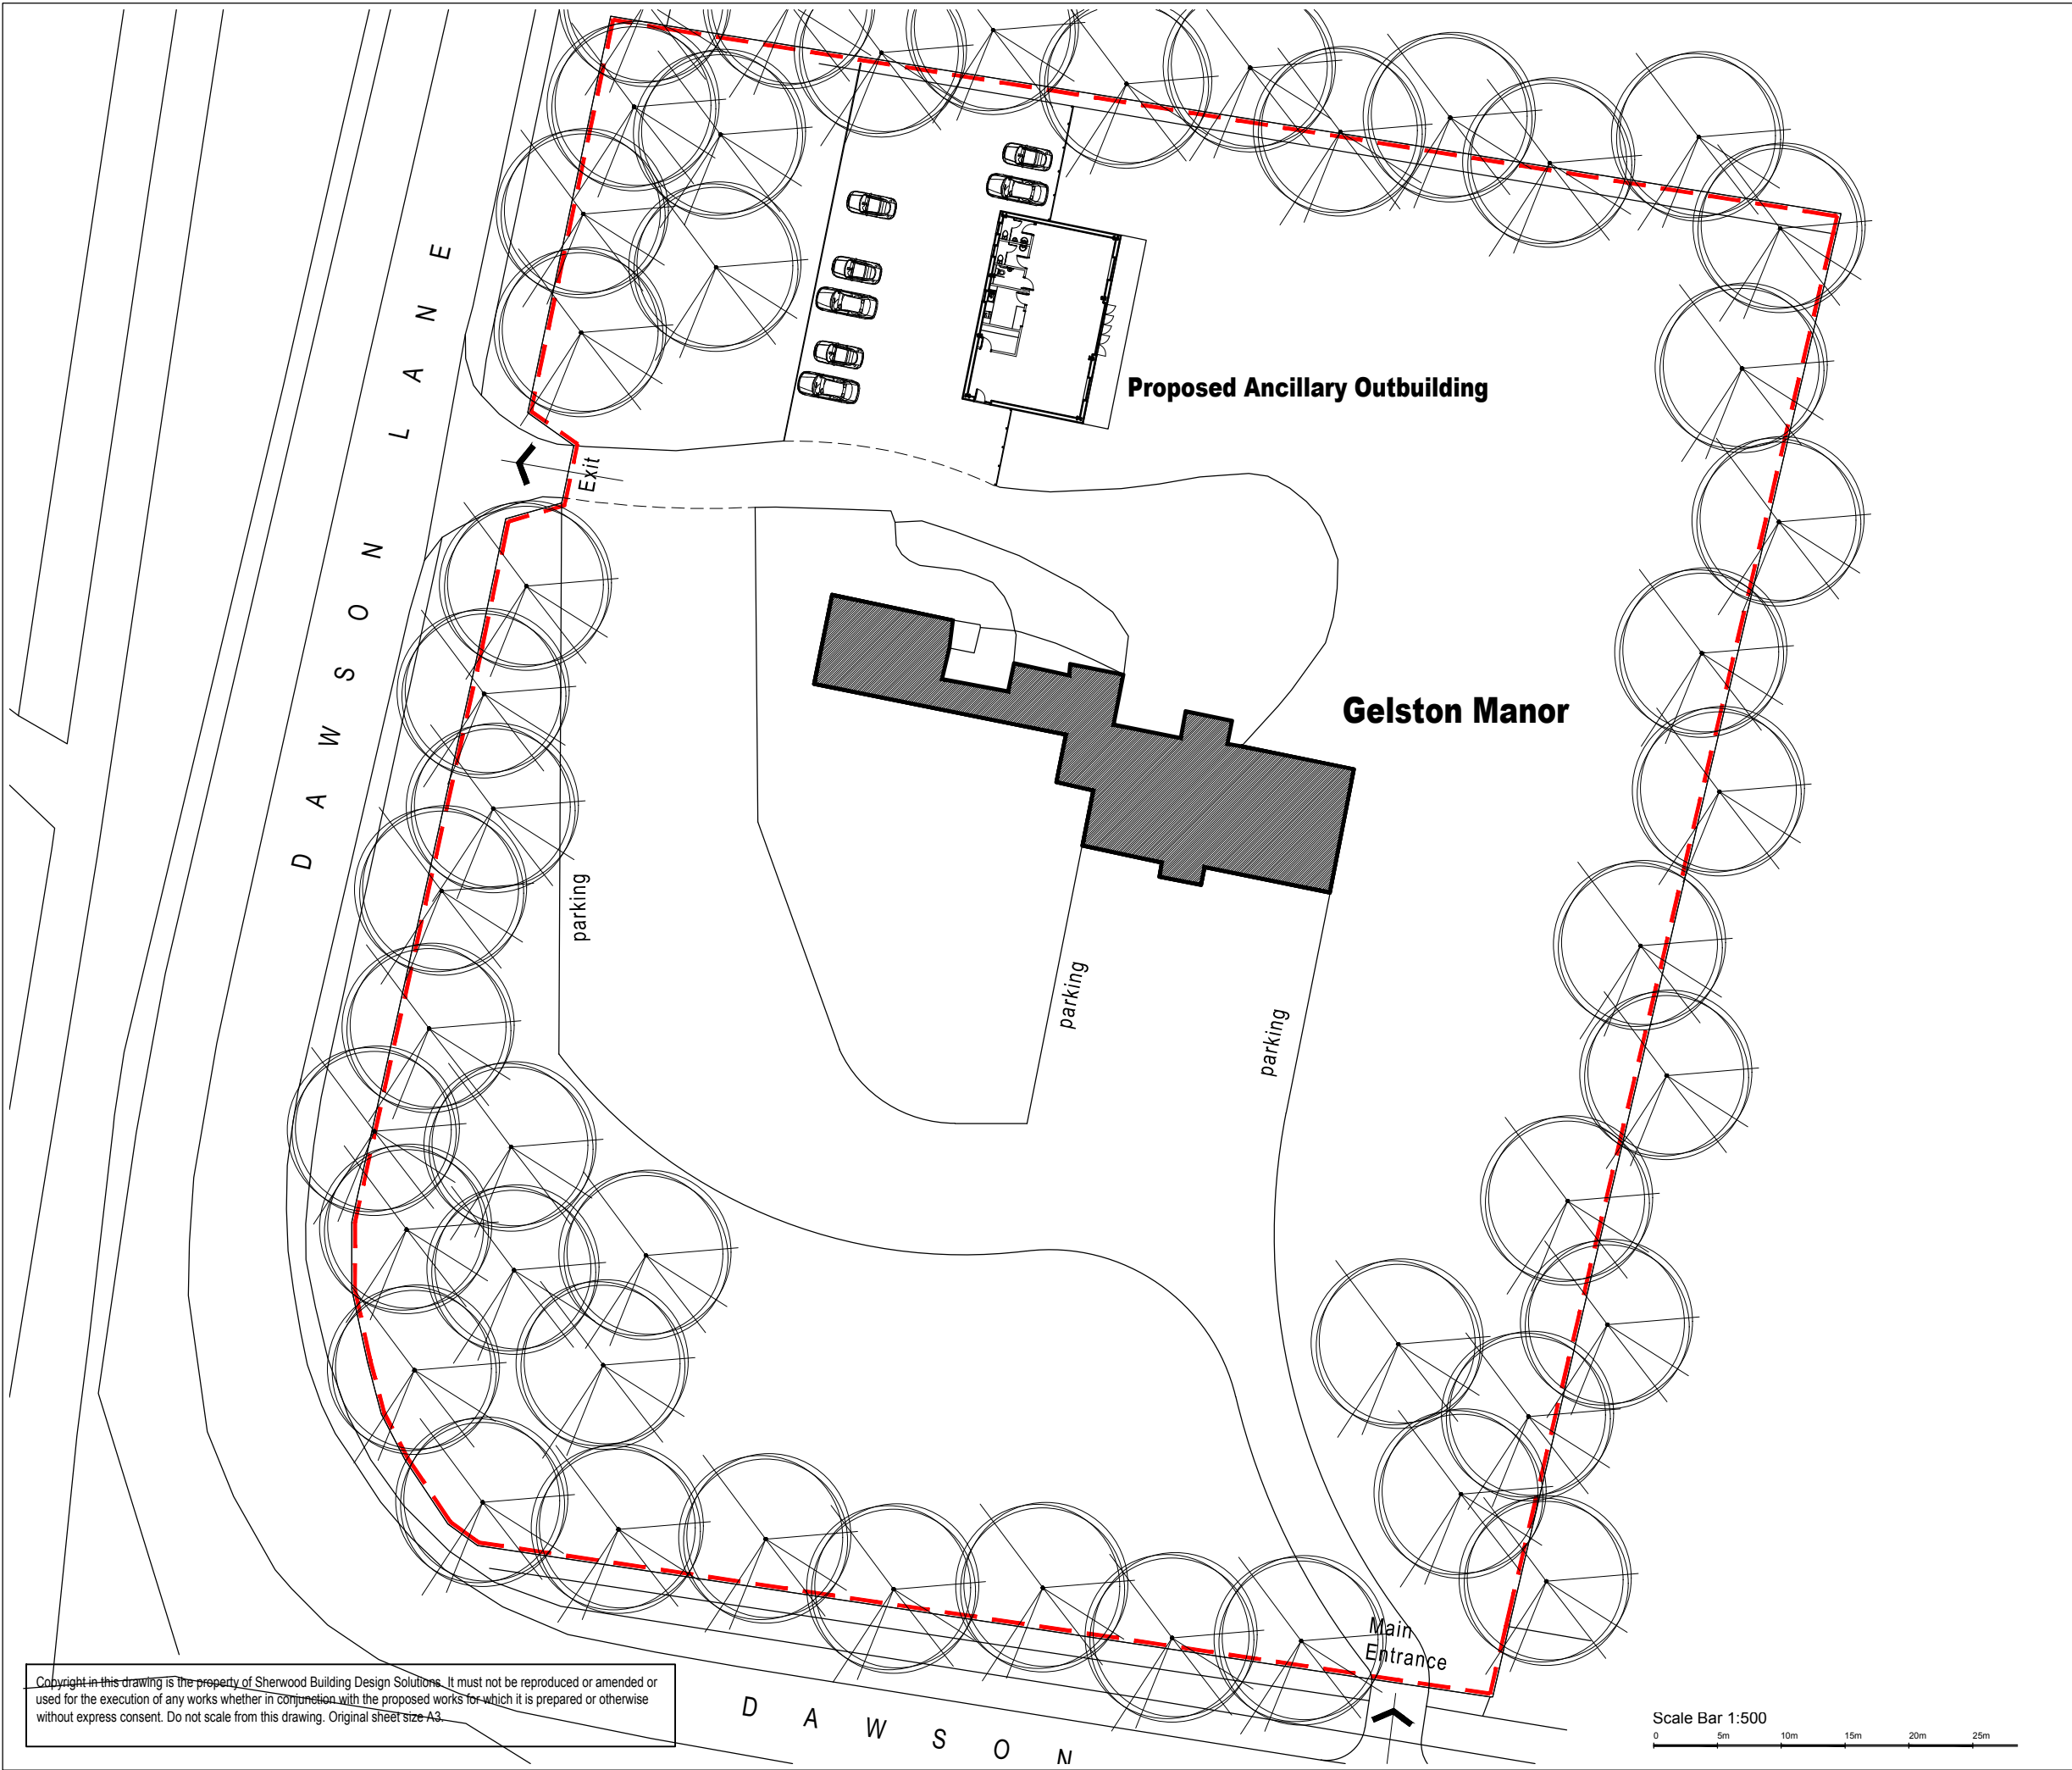 DAWSON LANE
Proposed Ancillary Outbuilding
Exit
Gelston Manor
parking
parking
parking
Main
Entrance
Copyright in this drawing is the property of Sherwood Building Design Solutions. It must not be reproduced or amended or
used for the execution of any works whether in conjunction with the proposed works for which it is prepared or otherwise
without express consent. Do not scale from this drawing. Original sheet size A3.
DAWSON
Scale Bar 1:500
0 5m 10m 15m 20m 25m